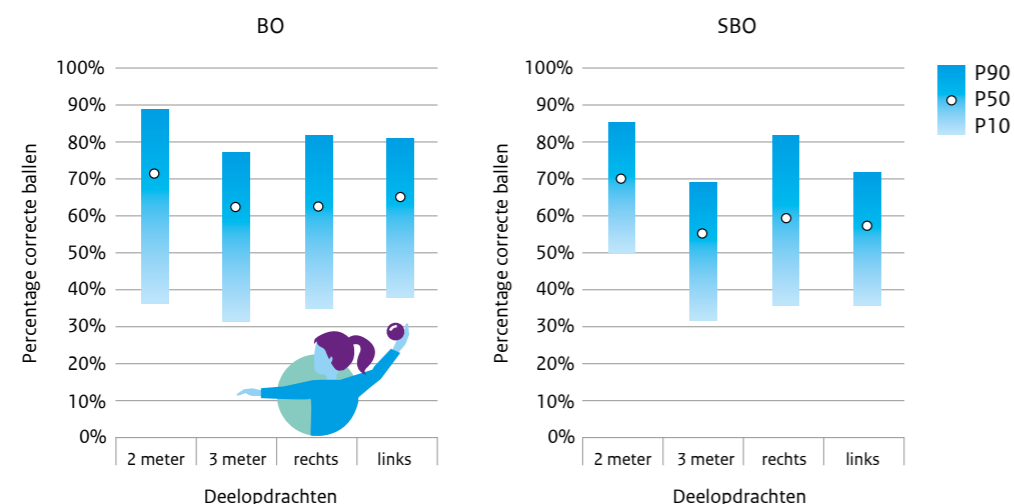 BO
Percentage correcte ballen
100%
90%
80%
70%
60%
50%
40%
30%
20%
10%
0%
2 meter 3 meter rechts links
Deelopdrachten
SBO
Percentage correcte ballen
100%
90%
80%
70%
60%
50%
40%
30%
20%
10%
0%
2 meter 3 meter rechts links
Deelopdrachten
P90
P50
P10